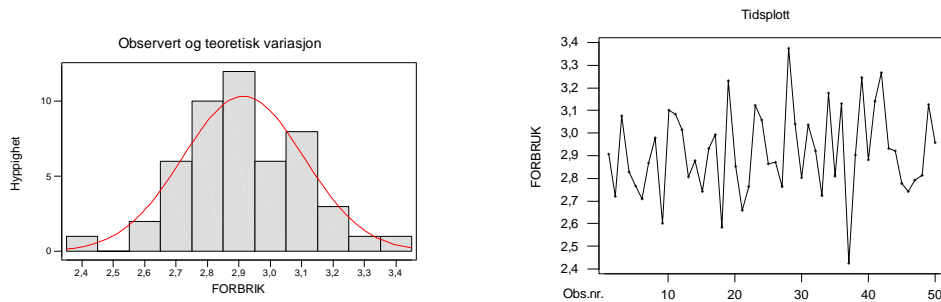 Observert og teoretisk variasjon
Hyppighet
10
5
0
2,4 2,5 2,6 2,7 2,8 2,9 3,0 3,1 3,2 3,3 3,4
FORBRIK
Tidsplott
FORBRUK
3,4
3,3
3,2
3,1
3,0
2,9
2,8
2,7
2,6
2,5
2,4
Obs.nr. 10 20 30 40 50